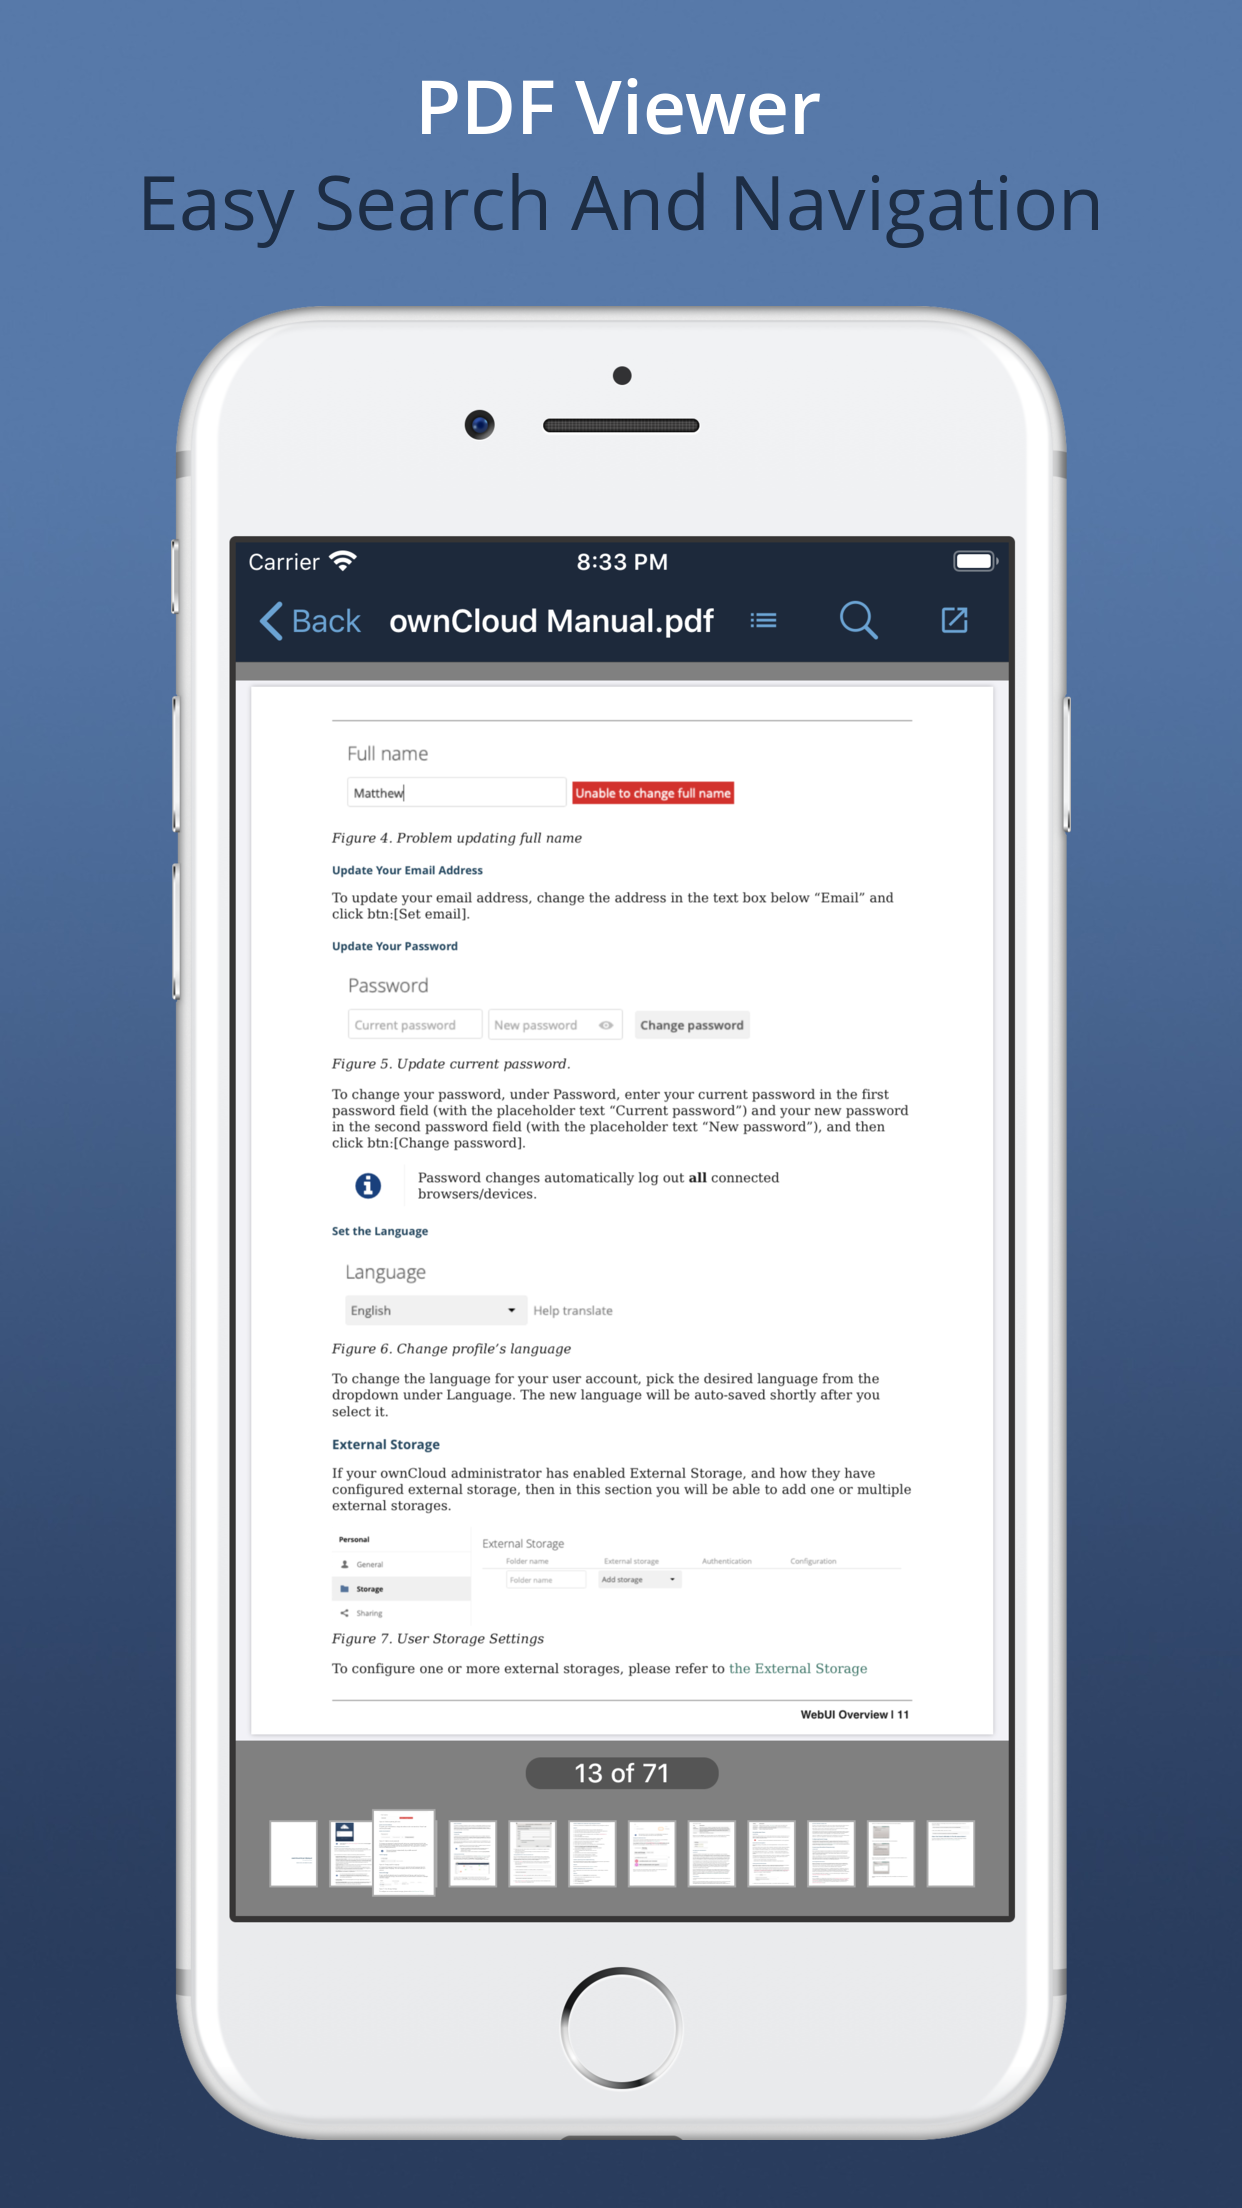 PDF Viewer
Easy Search And Navigation
Carrier 8:33 PM
Back ownCloud Manual.pdf
Full name
Matthew Unable to change full name
Figure 4. Problem updating full name
Update Your Email Address
To update your email address, change the address in the text box below “Email” and
click btn:[Set email].
Update Your Password
Password
Current password New password Change password
Figure 5. Update current password.
To change your password, under Password, enter your current password in the first
password field (with the placeholder text “Current password”) and your new password
in the second password field (with the placeholder text “New password”), and then
click btn:[Change password].
Password changes automatically log out all connected
browsers/devices.
Set the Language
Language
English Help translate
Figure 6. Change profile’s language
To change the language for your user account, pick the desired language from the
dropdown under Language. The new language will be auto-saved shortly after you
select it.
External Storage
If your ownCloud administrator has enabled External Storage, and how they have
configured external storage, then in this section you will be able to add one or multiple
external storages.
Personal
General
Storage
Sharing
External Storage
Folder name External storage Authentication Configuration
Folder name Add storage
Figure 7. User Storage Settings
To configure one or more external storages, please refer to the External Storage
WebUI Overview | 11
13 of 71